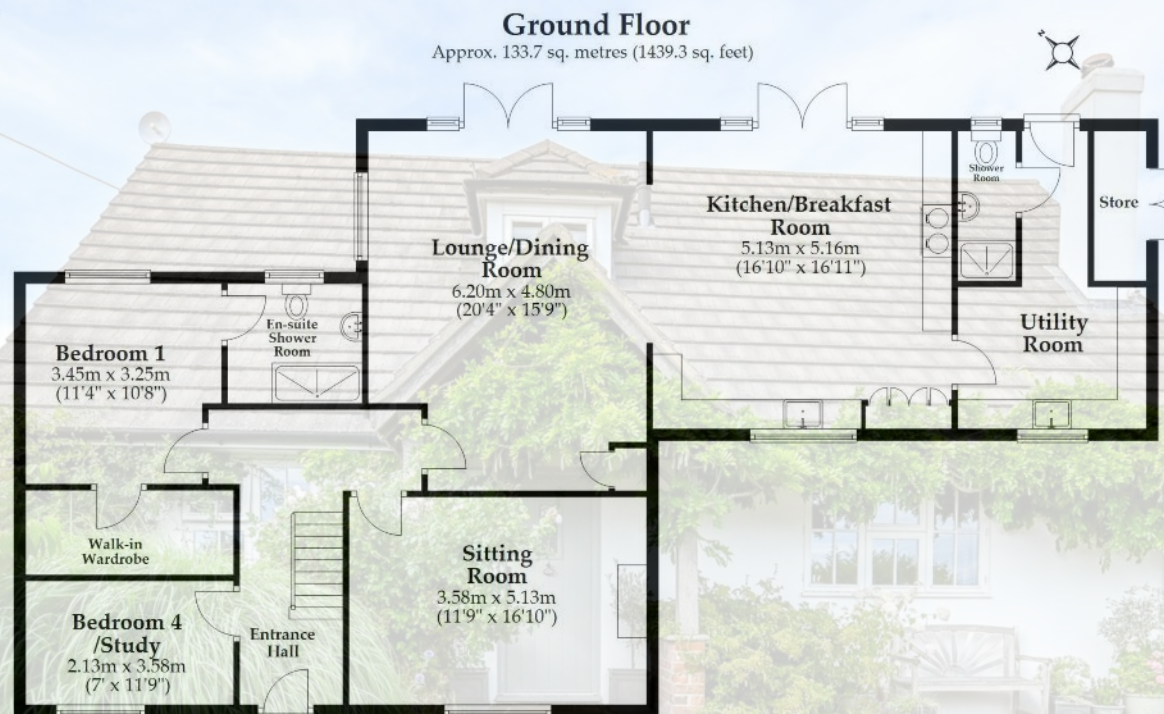 Ground Floor
Approx. 133.7 sq. metres (1439.3 sq. feet)
N
Shower
Room
Store
Kitchen/Breakfast
Room
5.13m x 5.16m
(16'10" x 16'11")
Lounge/Dining
Room
6.20m x 4.80m
(20'4" x 15'9")
En-suite
Shower
Room
Utility
Room
Bedroom 1
3.45m x 3.25m
(11'4" x 10'8")
Walk-in
Wardrobe
Sitting
Room
3.58m x 5.13m
(11'9" x 16'10")
Bedroom 4
/Study
2.13m x 3.58m
(7' x 11'9")
Entrance
Hall